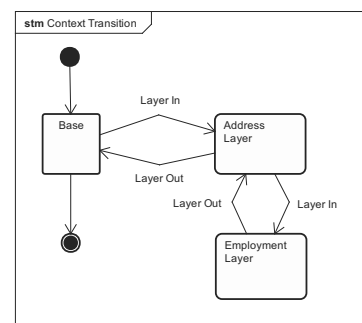 stm Context Transition
Layer In
Base
Address
Layer
Layer Out
Layer Out
Layer In
Employment
Layer